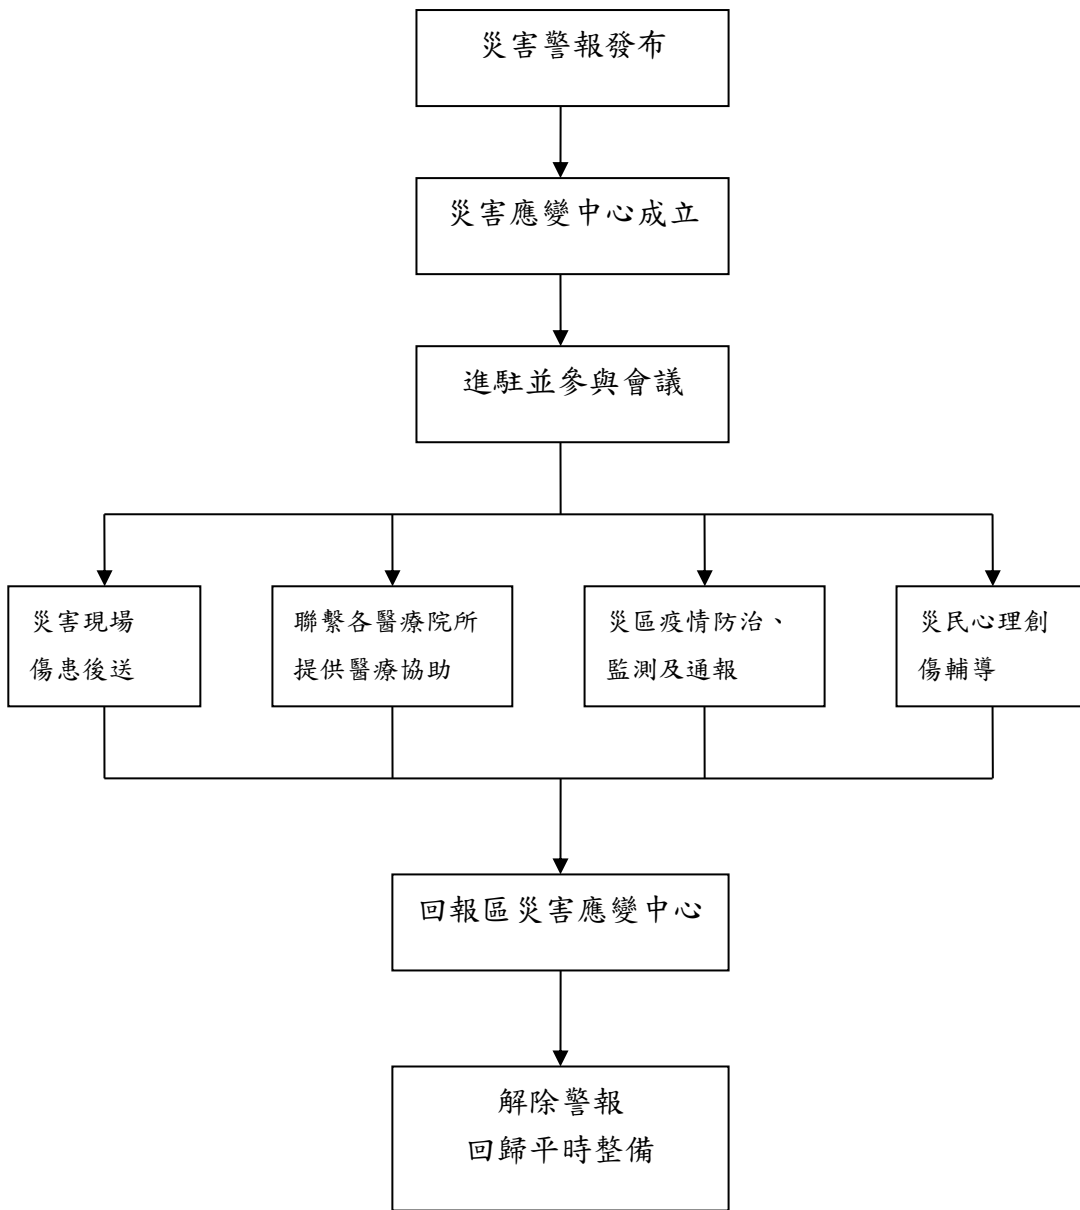 災害警報發布
災害應變中心成立
進駐並參與會議
災害現場
傷患後送
聯繫各醫療院所
提供醫療協助
災區疫情防治、
監測及通報
災民心理創
傷輔導
回報區災害應變中心
解除警報
回歸平時整備